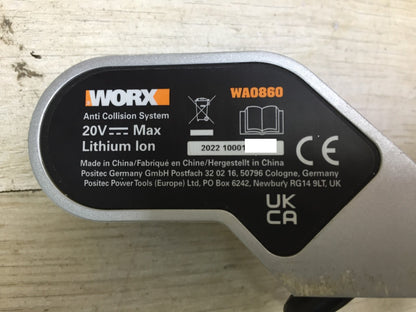 WORX
WA0860
Anti Collision System
20V⎓Max
Lithium Ion
2022 10001
CE
Made in China/Fabriqué en Chine/Hergestellt in China
Positec Germany GmbH Postfach 32 02 16, 50796 Cologne, Germany
Positec Power Tools (Europe) Ltd, PO Box 6242, Newbury RG14 9LT, UK
UK
CA